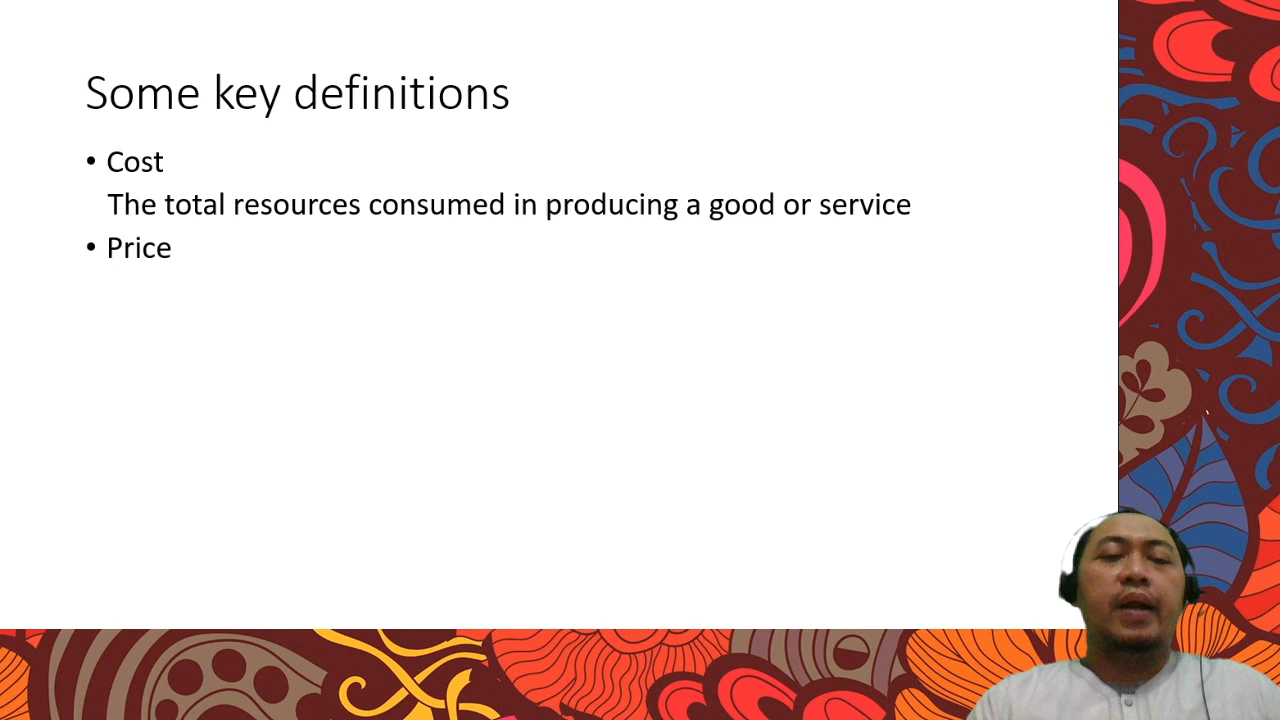 Some key definitions
• Cost
The total resources consumed in producing a good or service
• Price